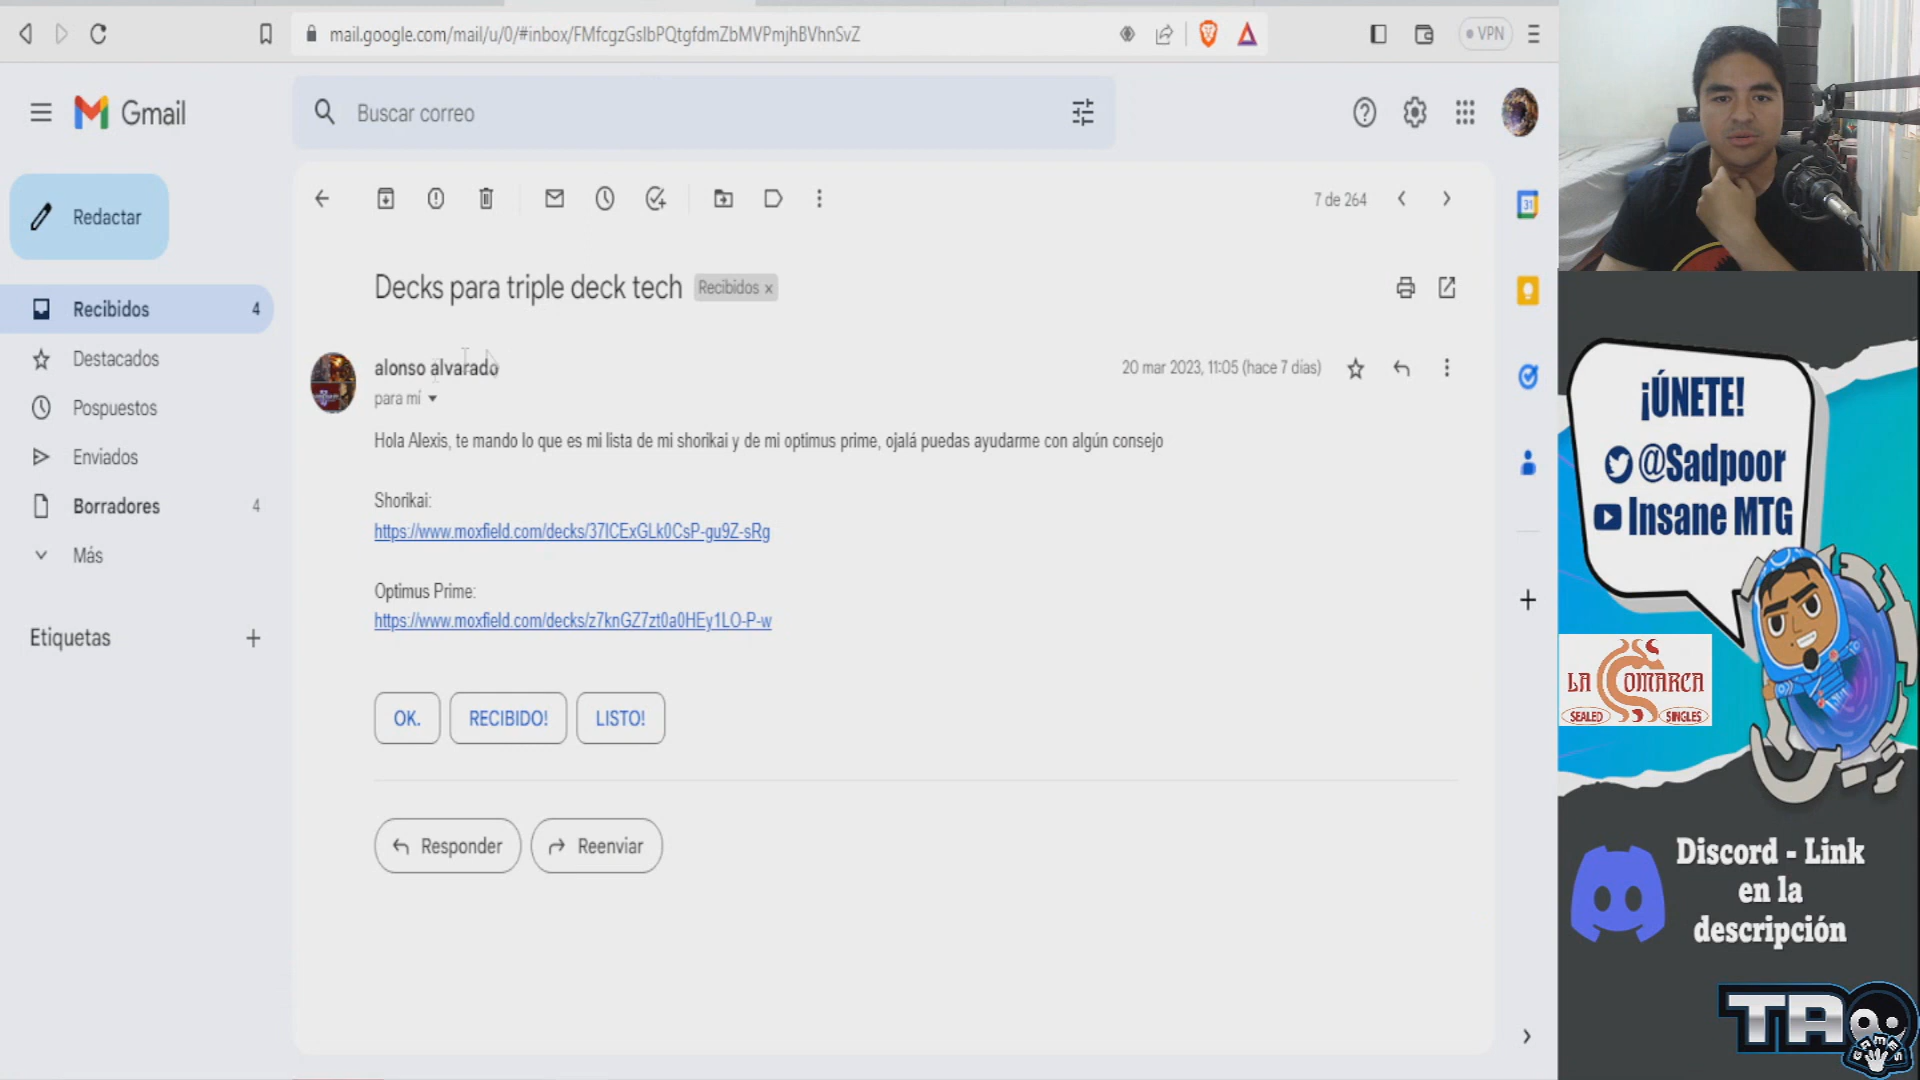 mail.google.com/mail/u/0/#inbox/FMfcgzGslbPQtgfdmZbMVPmjhBVhnSvZ
VPN
Gmail
Buscar correo
Redactar
7 de 264
31
Recibidos 4
Destacados
Pospuestos
Enviados
Borradores 4
Más
Etiquetas
Decks para triple deck tech
Recibidos x
alonso alvarado
20 mar 2023, 11:05 (hace 7 días)
para mí
Hola Alexis, te mando lo que es mi lista de mi shorikai y de mi optimus prime, ojalá puedas ayudarme con algún consejo
Shorikai:
https://www.moxfield.com/decks/37lCExGLk0CsP-gu9Z-sRg
Optimus Prime:
https://www.moxfield.com/decks/z7knGZ7zt0a0HEy1LO-P-w
OK.
RECIBIDO!
LISTO!
Responder
Reenviar
¡ÚNETE!
@Sadpoor
Insane MTG
LA COMARCA
SEALED SINGLES
Discord - Link
en la
descripción
TAO
GAMES